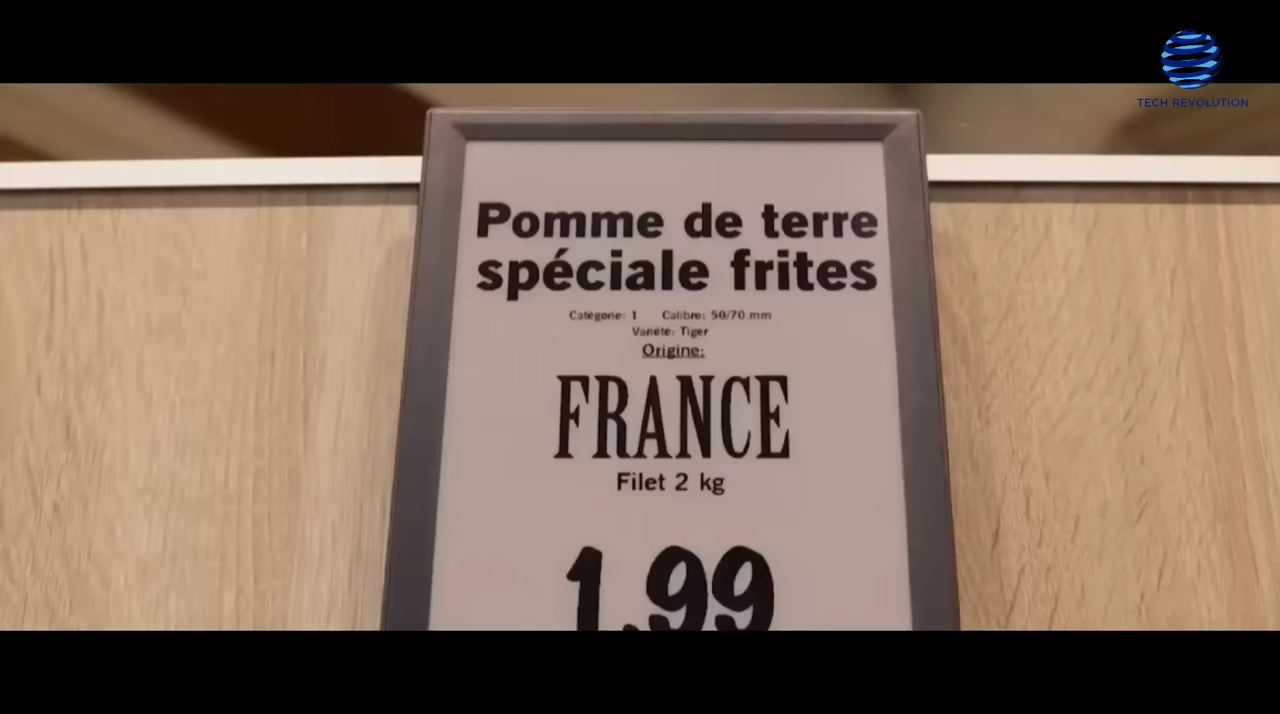 TECH REVOLUTION
Pomme de terre
spéciale frites
Catégorie: 1 Calibre: 50/70 mm
Variété: Tiger
Origine:
FRANCE
Filet 2 kg
1.99